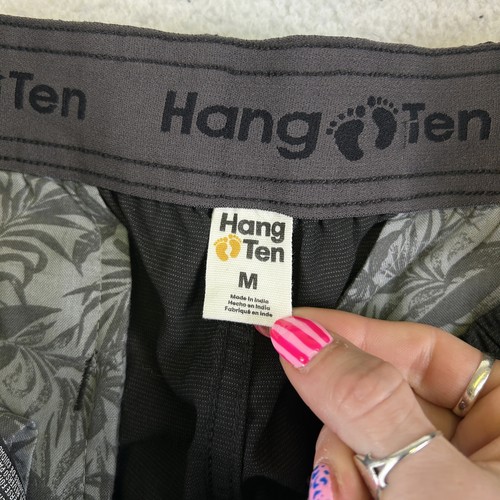 Ten Hang Ten
Hang
Ten
M
Made in India
Hecho en India
Fabriqué en Inde